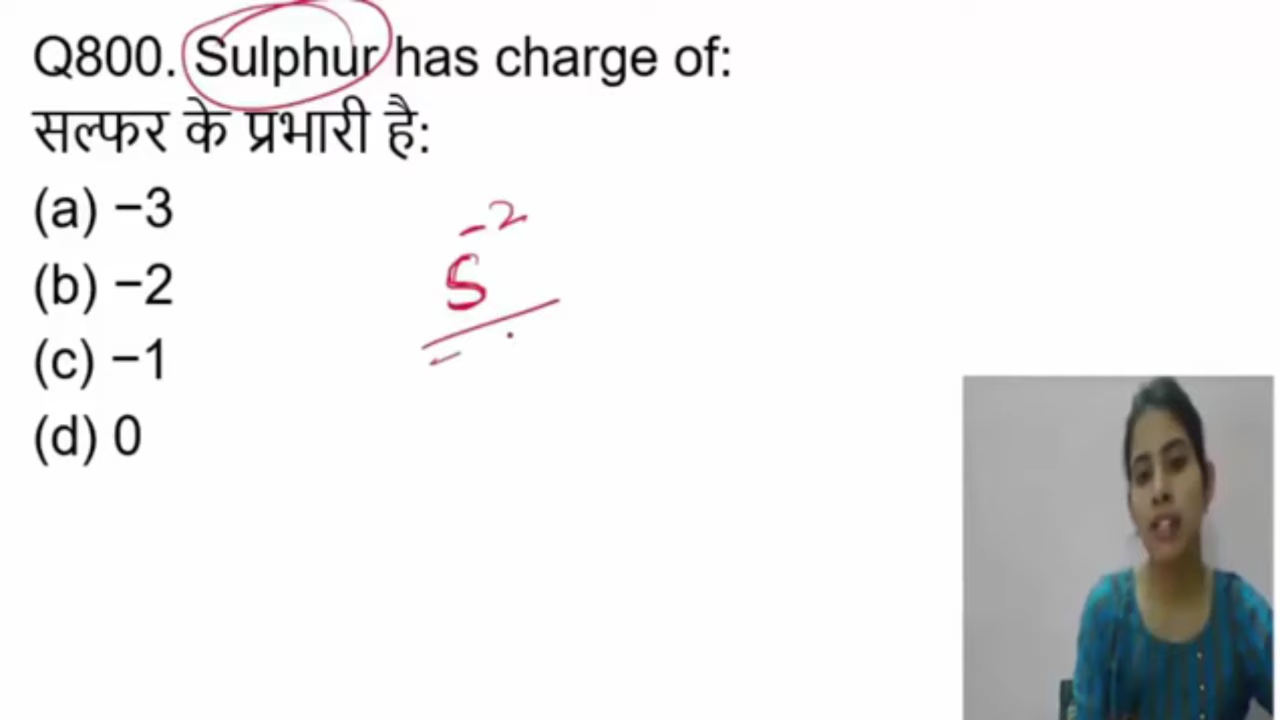 Q800. Sulphur has charge of:
सल्फर के प्रभारी है:
(a) −3
(b) −2
(c) −1
(d) 0
S⁻²